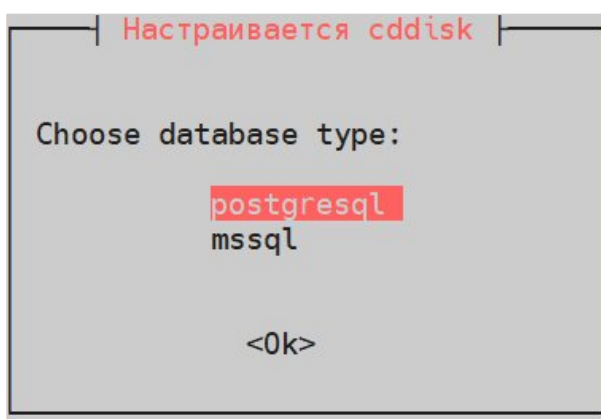 Настраивается cddisk
Choose database type:
postgresql
mssql
<Ok>